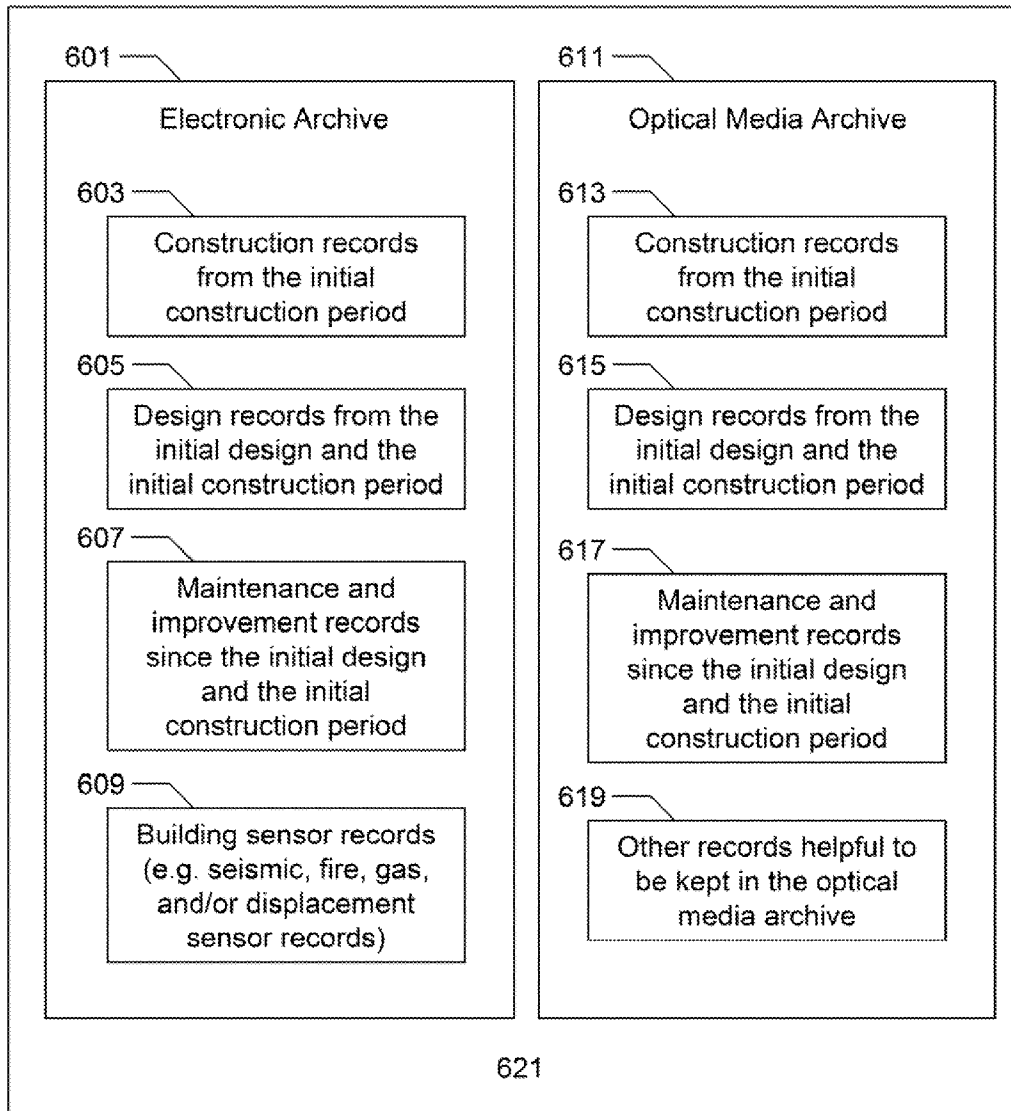 601
Electronic Archive
603
Construction records
from the initial
construction period
605
Design records from the
initial design and the
initial construction period
607
Maintenance and
improvement records
since the initial design
and the initial
construction period
609
Building sensor records
(e.g. seismic, fire, gas,
and/or displacement
sensor records)
611
Optical Media Archive
613
Construction records
from the initial
construction period
615
Design records from the
initial design and the
initial construction period
617
Maintenance and
improvement records
since the initial design
and the initial
construction period
619
Other records helpful to
be kept in the optical
media archive
621